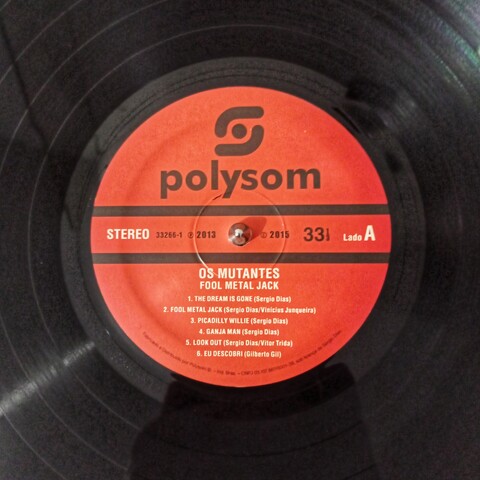 polysom
STEREO 33266-1 ℗ 2013 © 2015 33 Lado A
OS MUTANTES
FOOL METAL JACK
1. THE DREAM IS GONE (Sergio Dias)
2. FOOL METAL JACK (Sergio Dias/Vinicius Junqueira)
3. PICADILLY WILLIE (Sergio Dias)
4. GANJA MAN (Sergio Dias)
5. LOOK OUT (Sergio Dias/Vitor Trida)
6. EU DESCOBRI (Gilberto Gil)